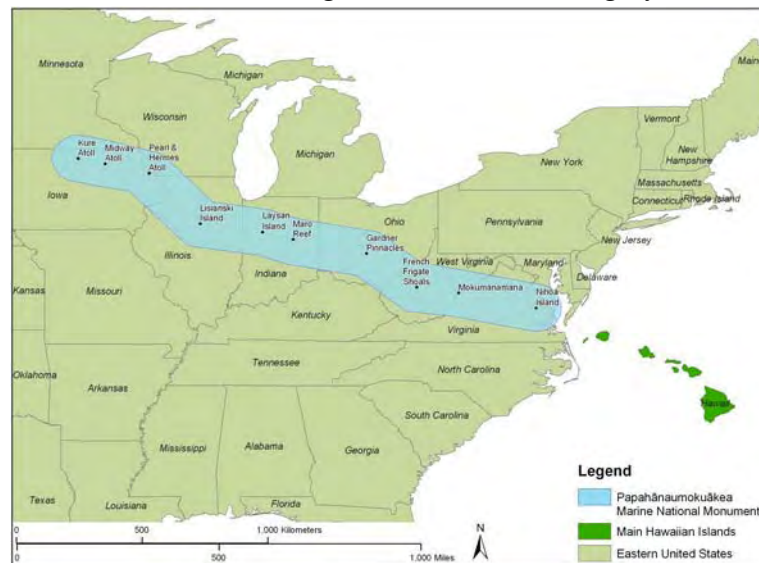 Minnesota
Michigan
Maine
Wisconsin
Vermont
Kure
Atoll
Midway
Atoll
Pearl &
Hermes
Atoll
Michigan
New York
New
Hampshire
Massachusetts
Connecticut
Rhode Island
Iowa
Lisianski
Island
Laysan
Island
Maro
Reef
Ohio
Pennsylvania
New Jersey
Gardner
Pinnacles
Illinois
Indiana
French
Frigate
Shoals
West Virginia
Maryland
Delaware
Mokumanamana
Nihoa
Island
Kansas
Missouri
Kentucky
Virginia
Tennessee
North Carolina
Oklahoma
Arkansas
South Carolina
Hawaii
Mississippi
Alabama
Georgia
Texas
Louisiana
Florida
Legend
Papahānaumokuākea
Marine National Monument
Main Hawaiian Islands
Eastern United States
0 500 1,000 Kilometers
0 500 1,000 Miles
N